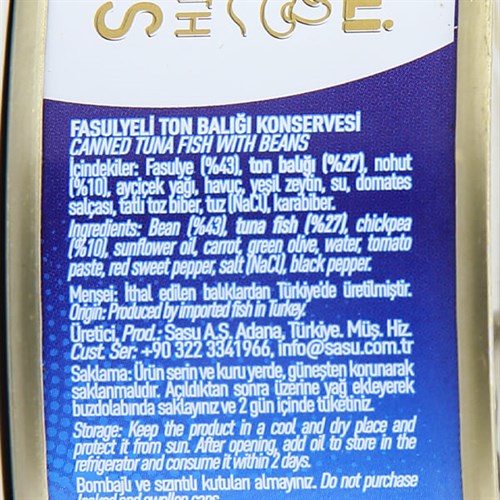 FASULYELİ TON BALIĞI KONSERVESİ
CANNED TUNA FISH WITH BEANS
İçindekiler: Fasulye (%43), ton balığı (%27), nohut
(%10), ayçiçek yağı, havuç, yeşil zeytin, su, domates
salçası, tatlı toz biber, tuz (NaCl), karabiber.
Ingredients: Bean (%43), tuna fish (%27), chickpea
(%10), sunflower oil, carrot, green olive, water, tomato
paste, red sweet pepper, salt (NaCl), black pepper.
Menşei: İthal edilen balıklardan Türkiye'de üretilmiştir.
Origin: Produced by imported fish in Turkey.
Üretici, Prod.: Sasu A.S. Adana, Türkiye. Müş. Hiz.
Cust. Ser: +90 322 3341966, info@sasu.com.tr
Saklama: Ürün serin ve kuru yerde, güneşten korunarak
saklanmalıdır. Açıldıktan sonra üzerine yağ ekleyerek
buzdolabında saklayınız ve 2 gün içinde tüketiniz.
Storage: Keep the product in a cool and dry place and
protect it from sun. After opening, add oil to store in the
refrigerator and consume it within 2 days.
Bombajlı ve sızıntılı kutuları almayınız. Do not purchase
leaked and swollen cans.